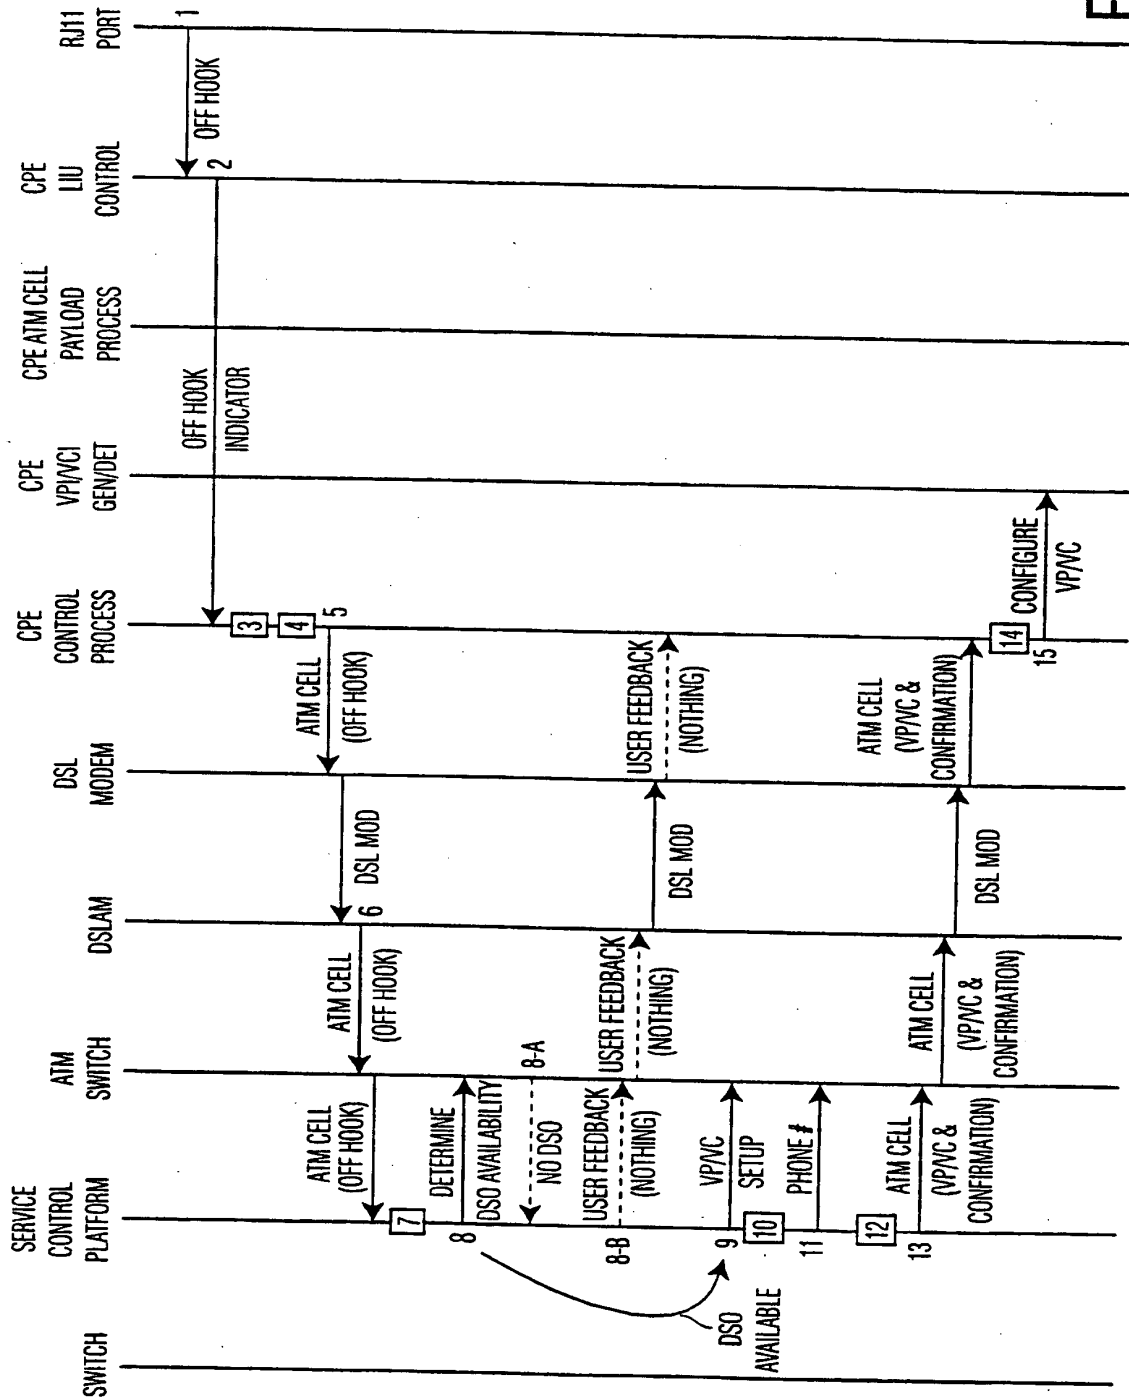 SWITCH
SERVICE
CONTROL
PLATFORM
ATM
SWITCH
DSLAM
DSL
MODEM
CPE
CONTROL
PROCESS
CPE
VPI/VCI
GEN/DET
CPE ATM CELL
PAYLOAD
PROCESS
CPE
LIU
CONTROL
RJ11
PORT
1
OFF HOOK
2
OFF HOOK
INDICATOR
3
4
5
ATM CELL
(OFF HOOK)
DSL MOD
6
ATM CELL
(OFF HOOK)
ATM CELL
(OFF HOOK)
7
8
DETERMINE
DSO AVAILABILITY
8-A
NO DSO
8-B
USER FEEDBACK
(NOTHING)
USER FEEDBACK
(NOTHING)
DSL MOD
USER FEEDBACK
(NOTHING)
DSO
AVAILABLE
9
VP/VC
SETUP
10
11
PHONE #
12
13
ATM CELL
(VP/VC &
CONFIRMATION)
ATM CELL
(VP/VC &
CONFIRMATION)
DSL MOD
ATM CELL
(VP/VC &
CONFIRMATION)
14
15
CONFIGURE
VP/VC